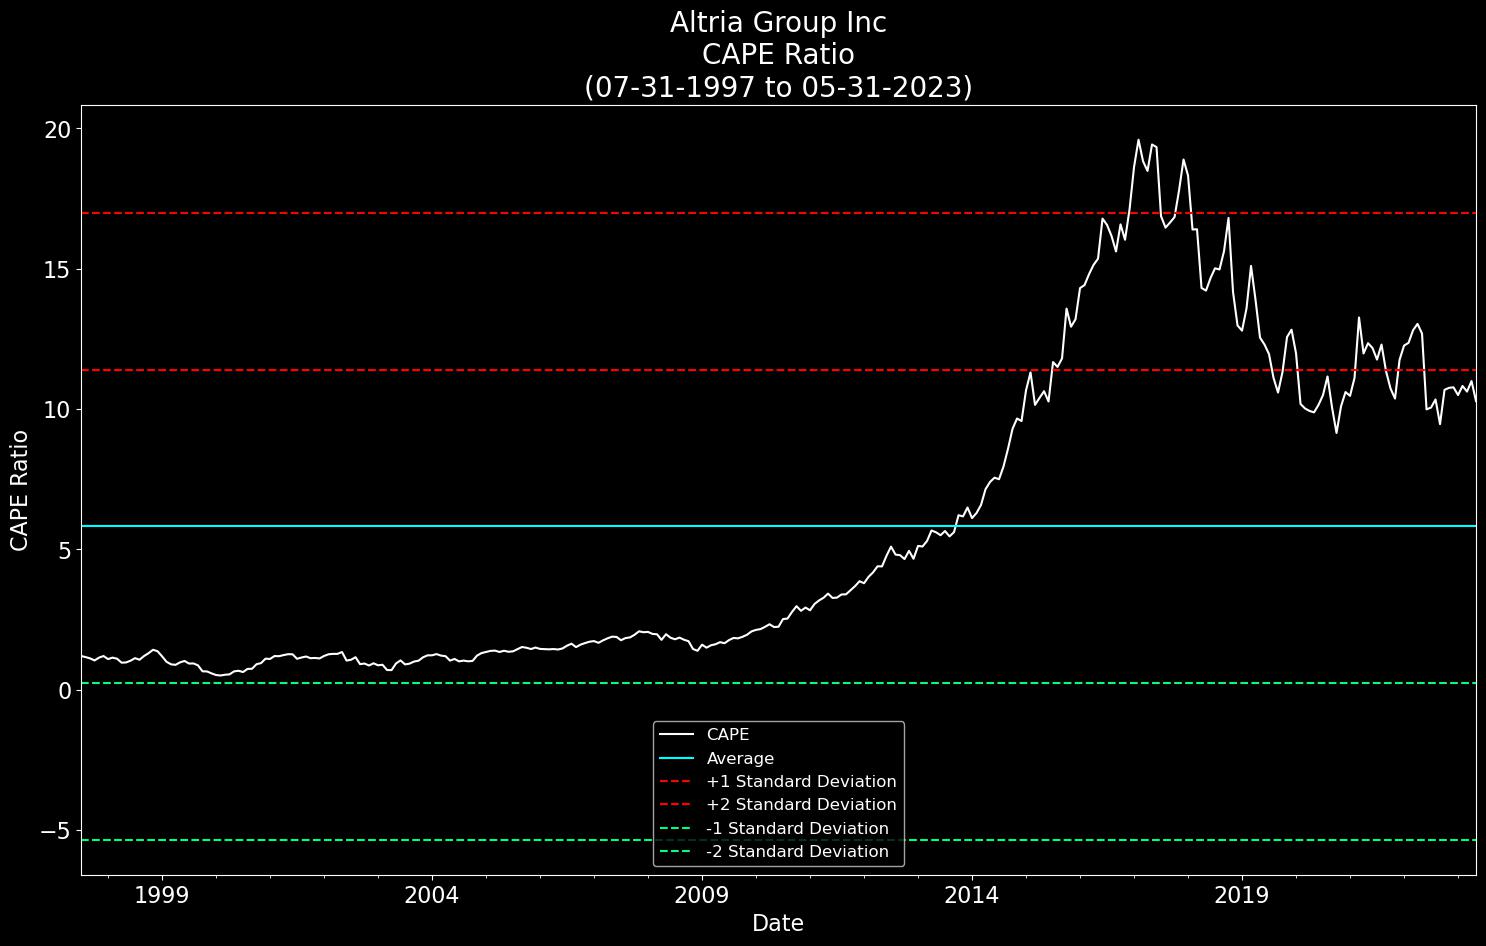 Altria Group Inc
CAPE Ratio
(07-31-1997 to 05-31-2023)
CAPE Ratio
20
15
10
5
0
−5
CAPE
Average
+1 Standard Deviation
+2 Standard Deviation
-1 Standard Deviation
-2 Standard Deviation
1999 2004 2009 2014 2019
Date